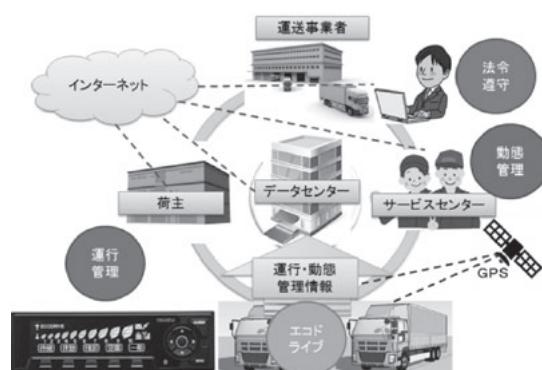 運送事業者
インターネット
法令
遵守
動態
管理
荷主
データセンター
サービスセンター
運行
管理
運行・動態
管理情報
GPS
エコド
ライブ
ECODRIVE